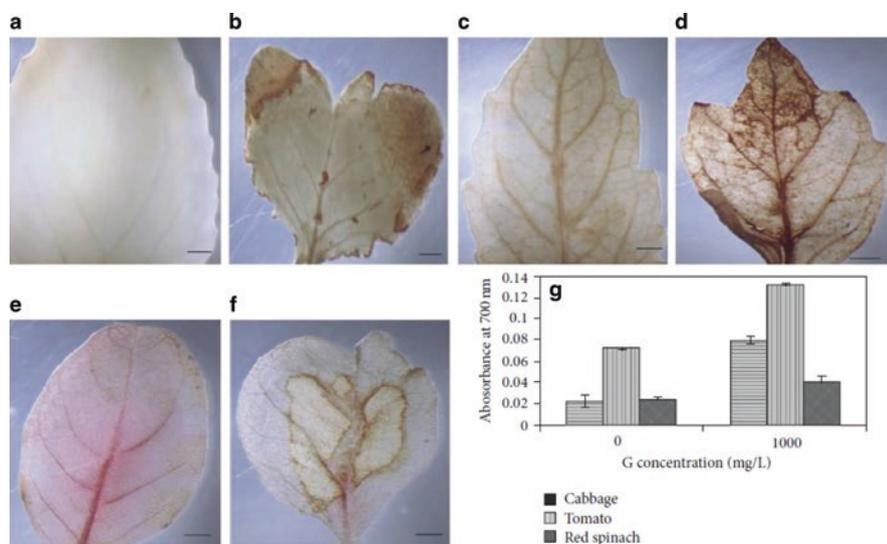 a
b
c
d
e
f
g
Abosorbance at 700 nm
0.14
0.12
0.1
0.08
0.06
0.04
0.02
0
0
1000
G concentration (mg/L)
Cabbage
Tomato
Red spinach